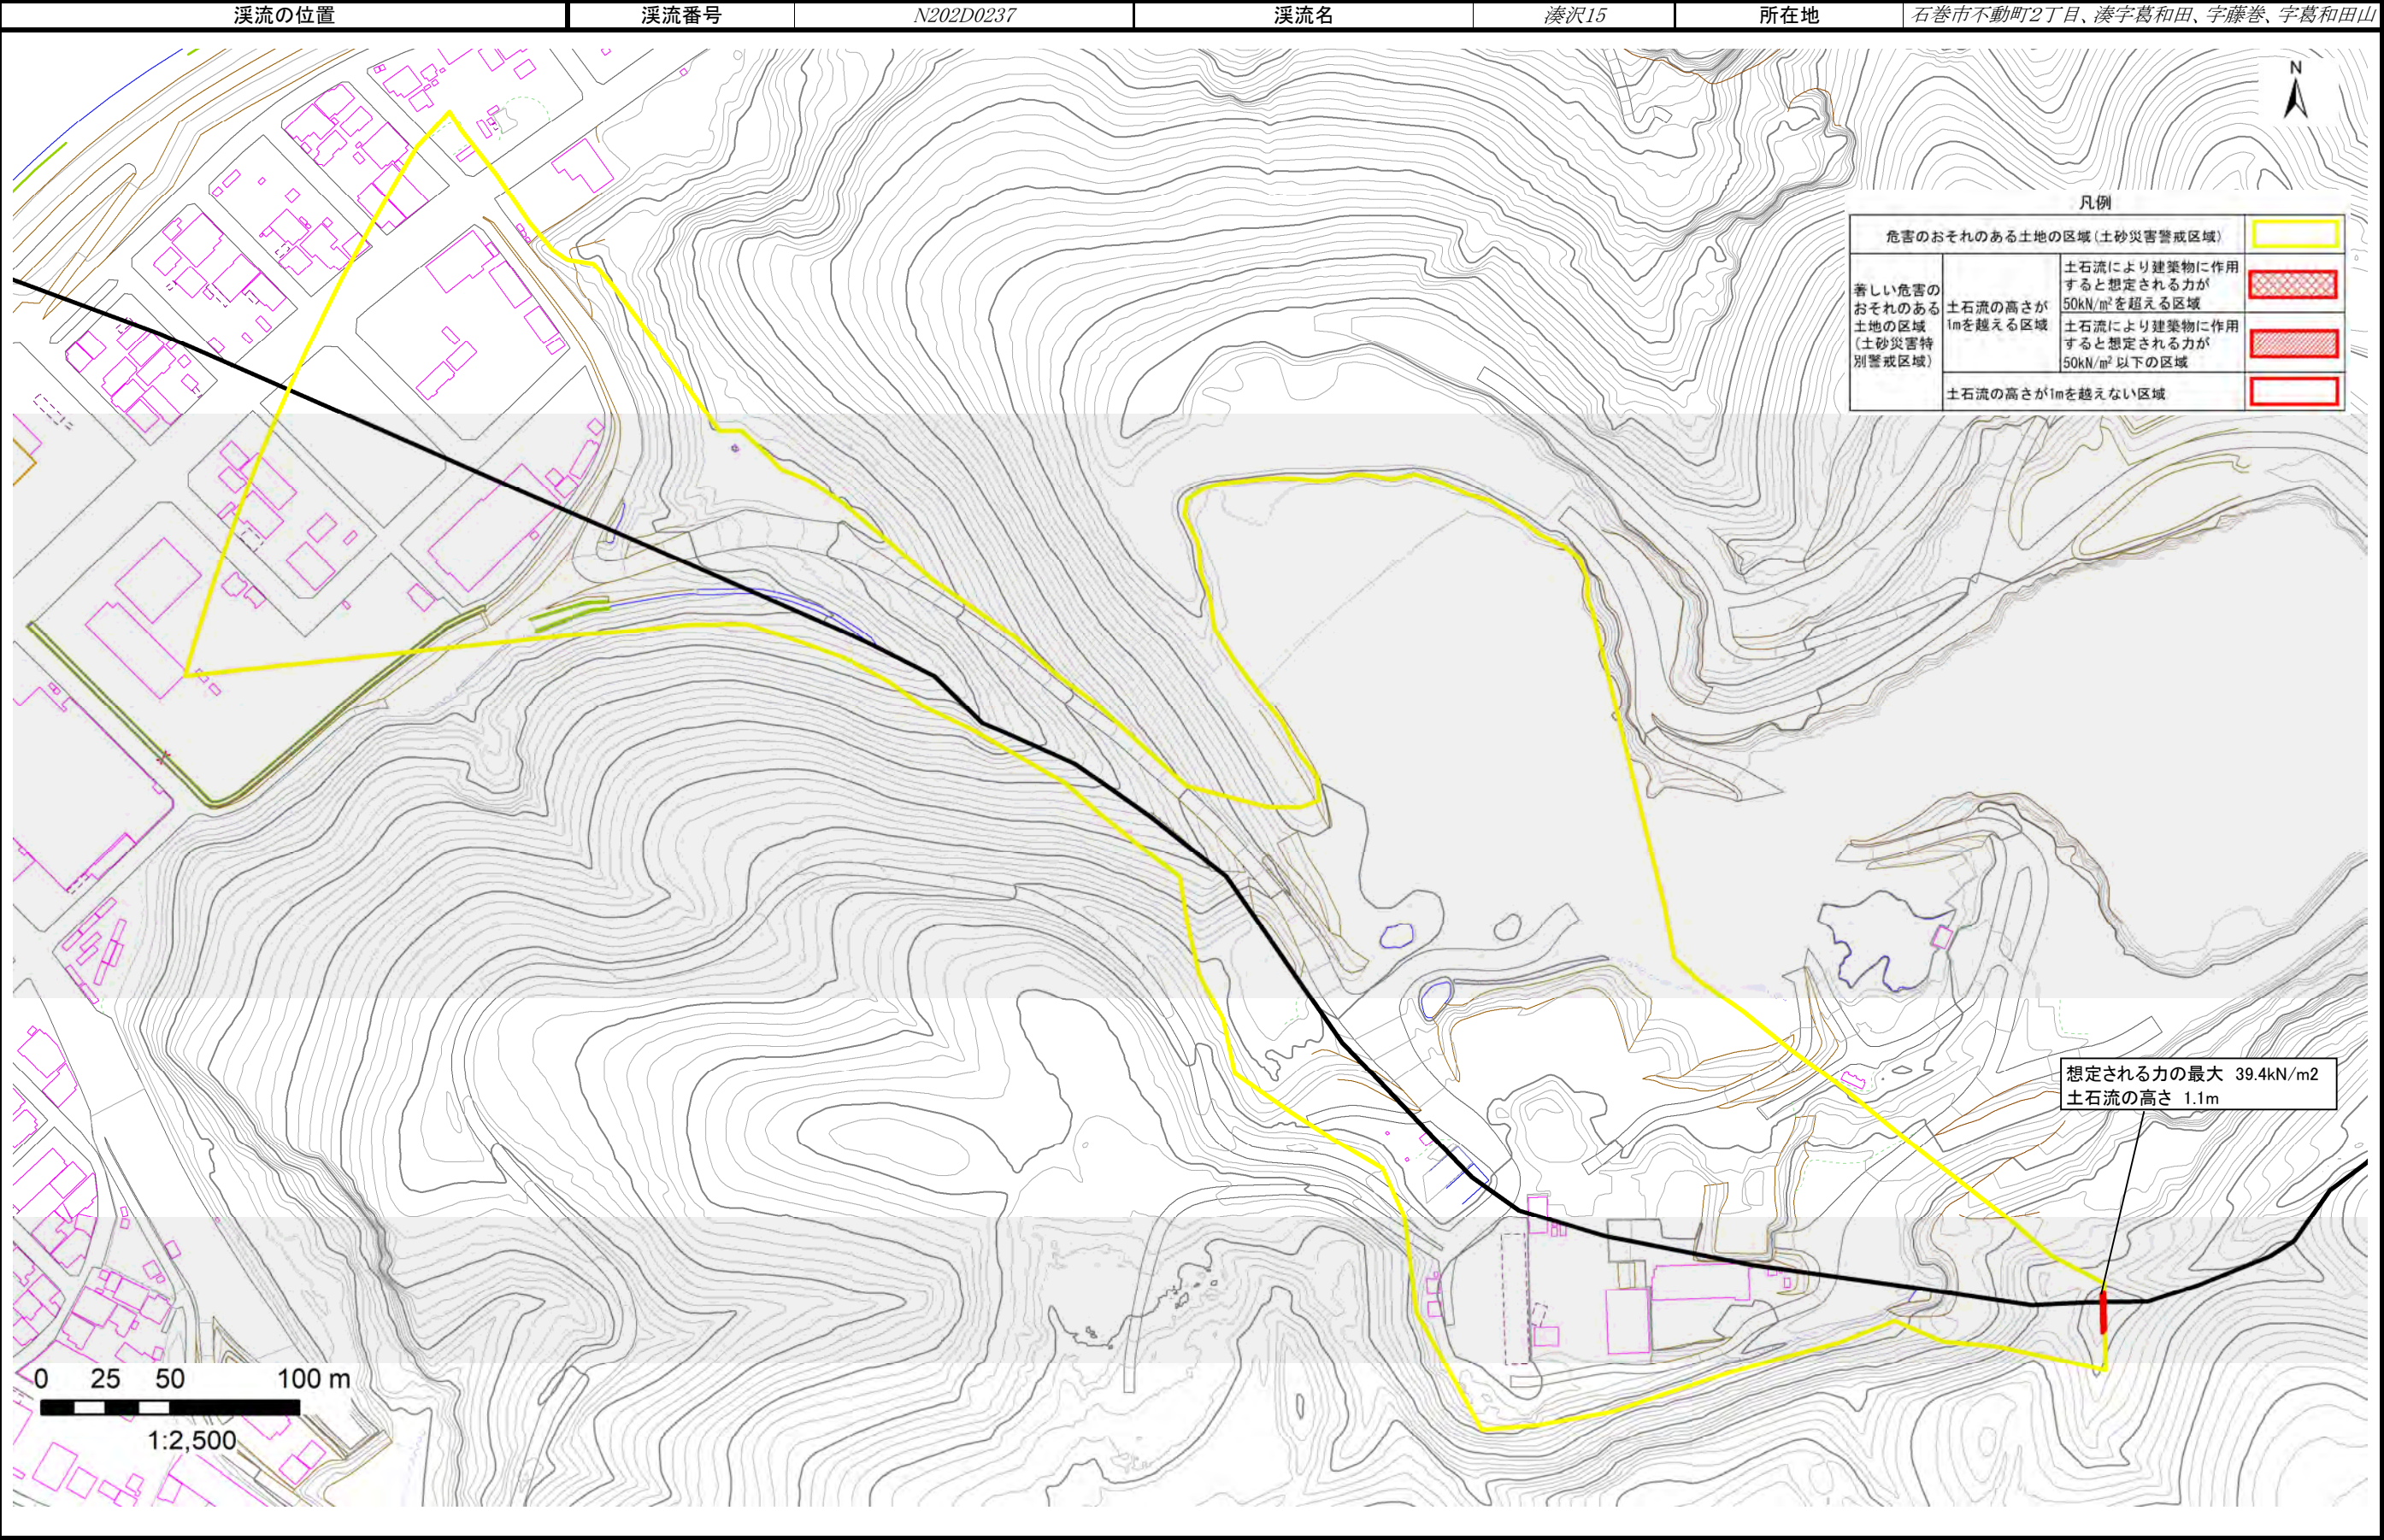 渓流の位置 渓流番号 N202D0237 渓流名 湊沢15 所在地 石巻市不動町2丁目、湊字葛和田、字藤巻、字葛和田山
N
凡例
危害のおそれのある土地の区域(土砂災害警戒区域)
著しい危害の
おそれのある
土地の区域
(土砂災害特
別警戒区域)
土石流の高さが
1mを越える区域
土石流により建築物に作用
すると想定される力が
50kN/㎡を超える区域
土石流により建築物に作用
すると想定される力が
50kN/㎡以下の区域
土石流の高さが1mを越えない区域
想定される力の最大 39.4kN/m2
土石流の高さ 1.1m
0 25 50 100 m
1:2,500